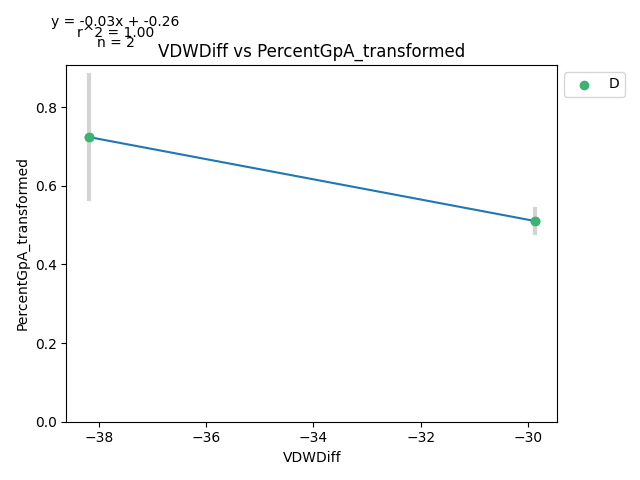 y = -0.03x + -0.26
r^2 = 1.00
n = 2
VDWDiff vs PercentGpA_transformed
D
PercentGpA_transformed
0.8
0.6
0.4
0.2
0.0
−38
−36
−34
−32
−30
VDWDiff